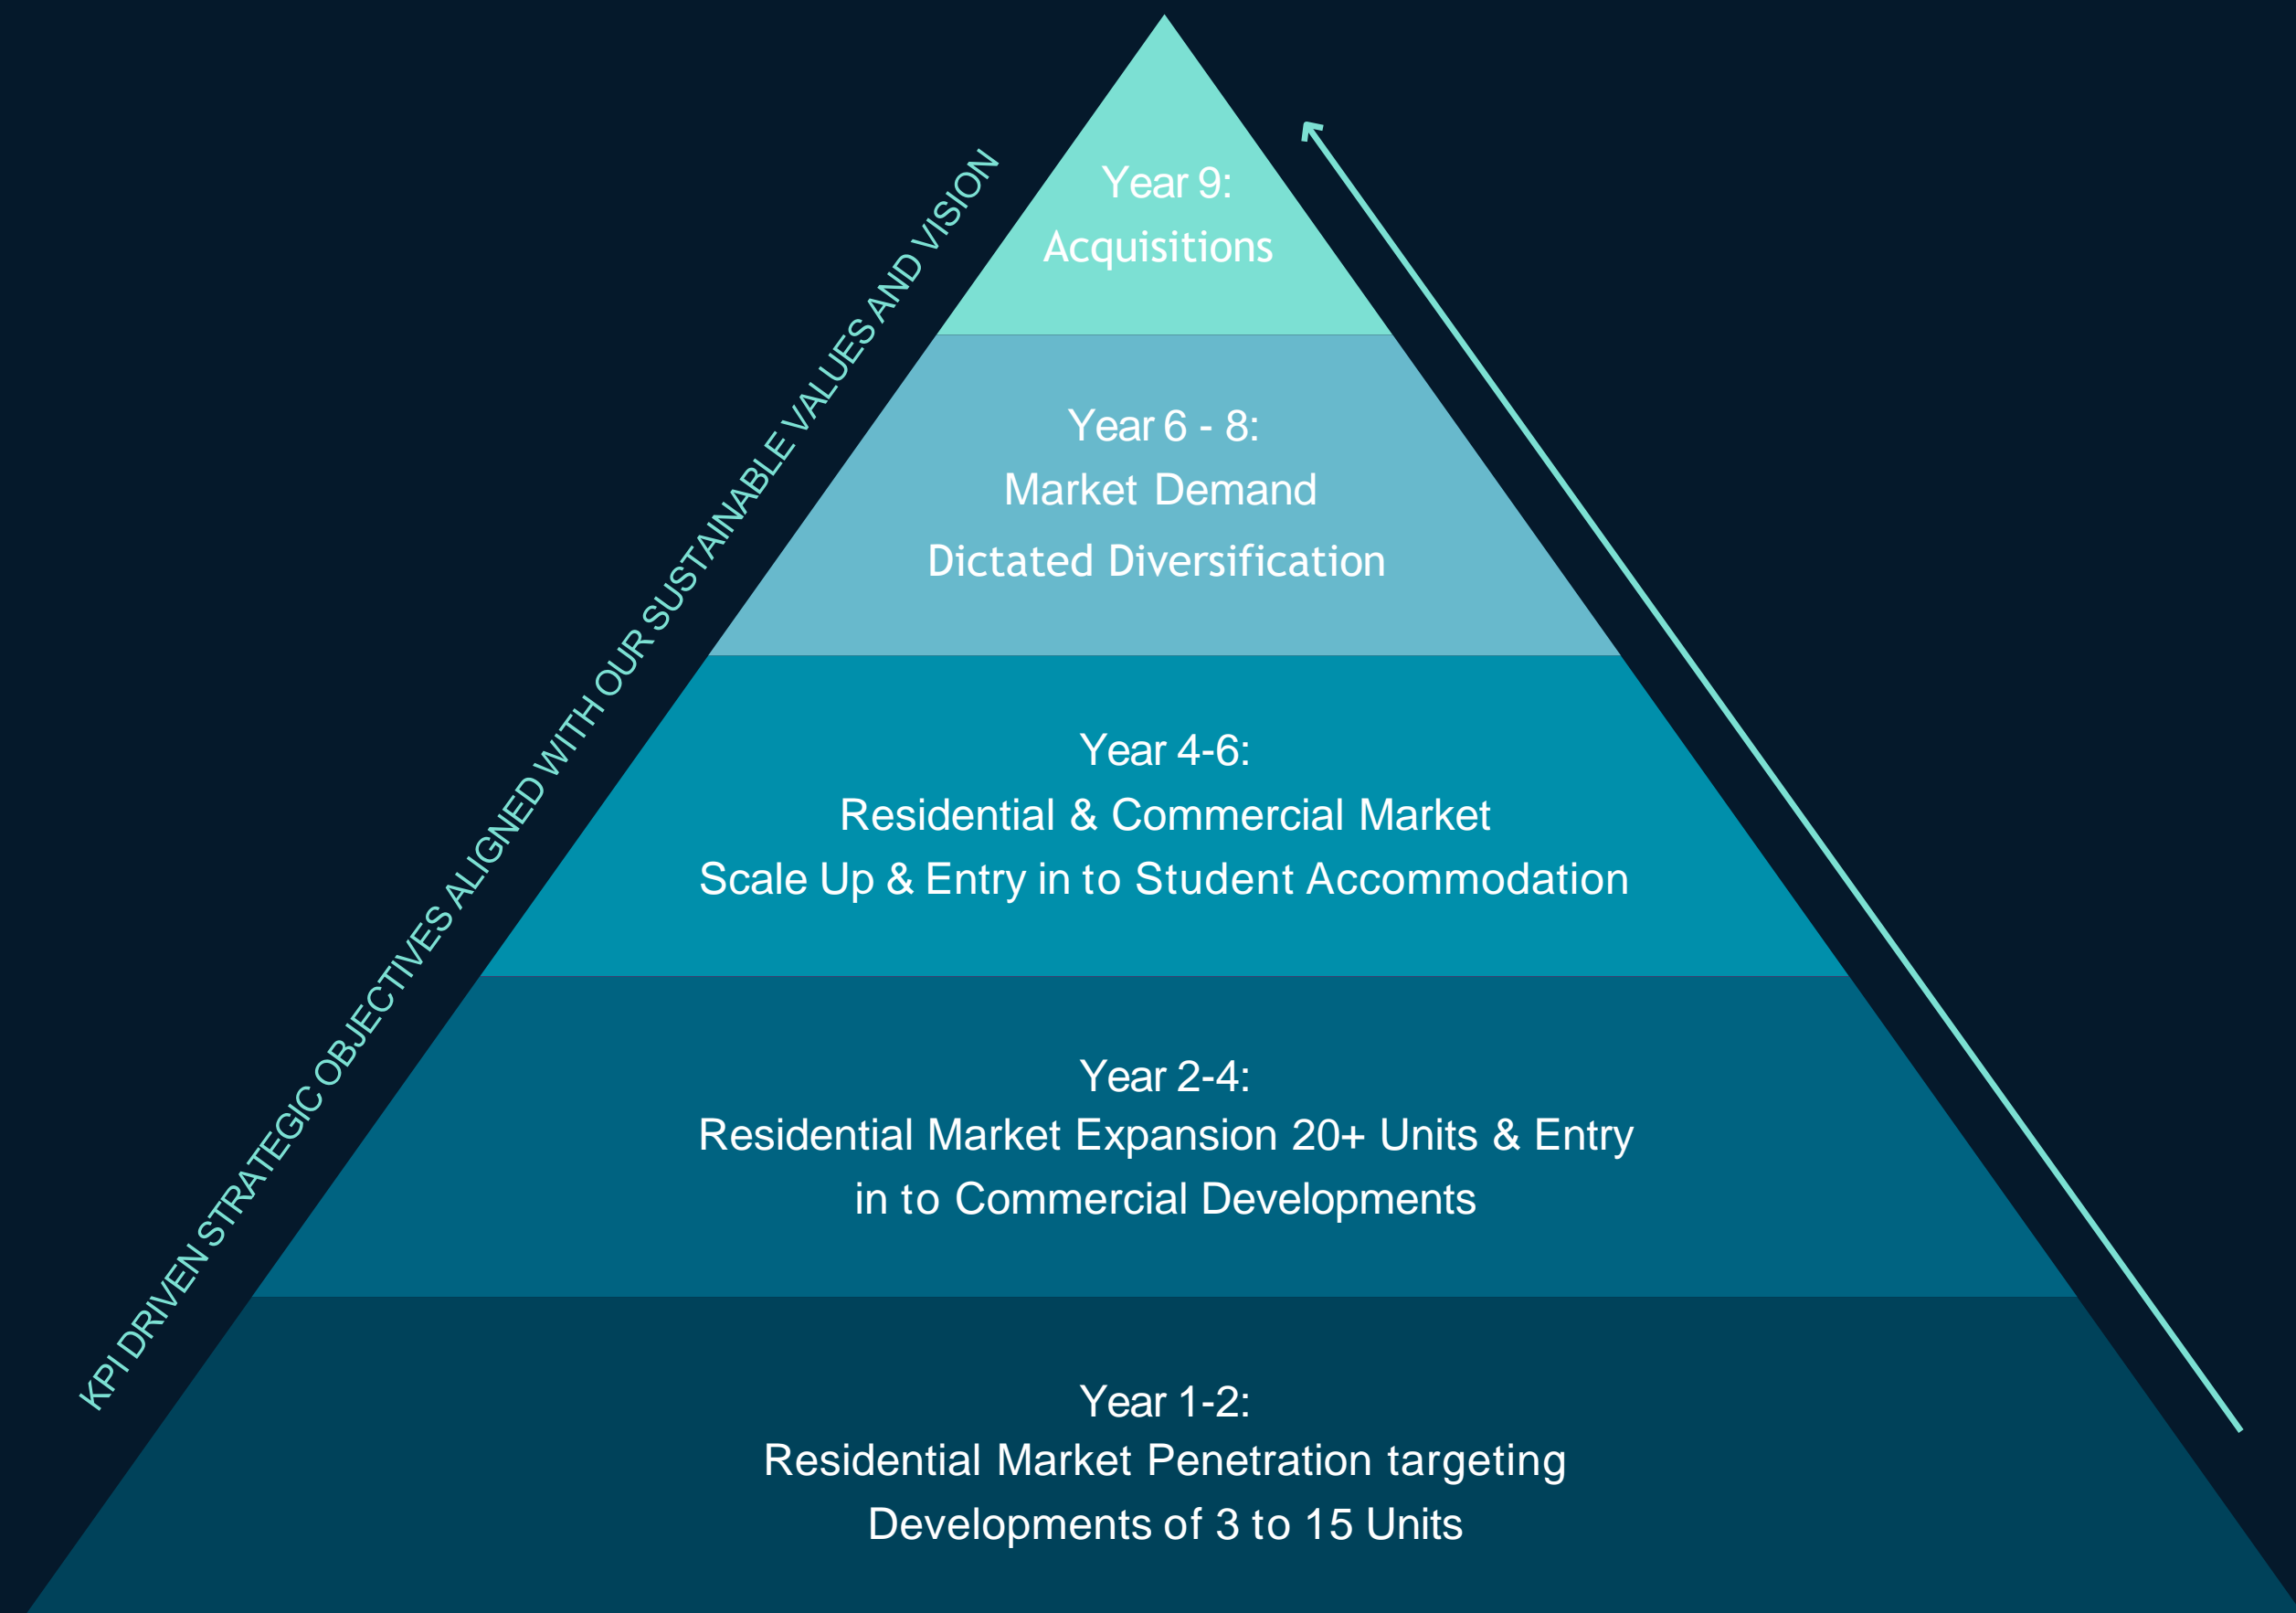 Year 9:
Acquisitions
KPI DRIVEN STRATEGIC OBJECTIVES ALIGNED WITH OUR SUSTAINABLE VALUES AND VISION
Year 6 - 8:
Market Demand
Dictated Diversification
Year 4-6:
Residential & Commercial Market
Scale Up & Entry in to Student Accommodation
Year 2-4:
Residential Market Expansion 20+ Units & Entry
in to Commercial Developments
Year 1-2:
Residential Market Penetration targeting
Developments of 3 to 15 Units